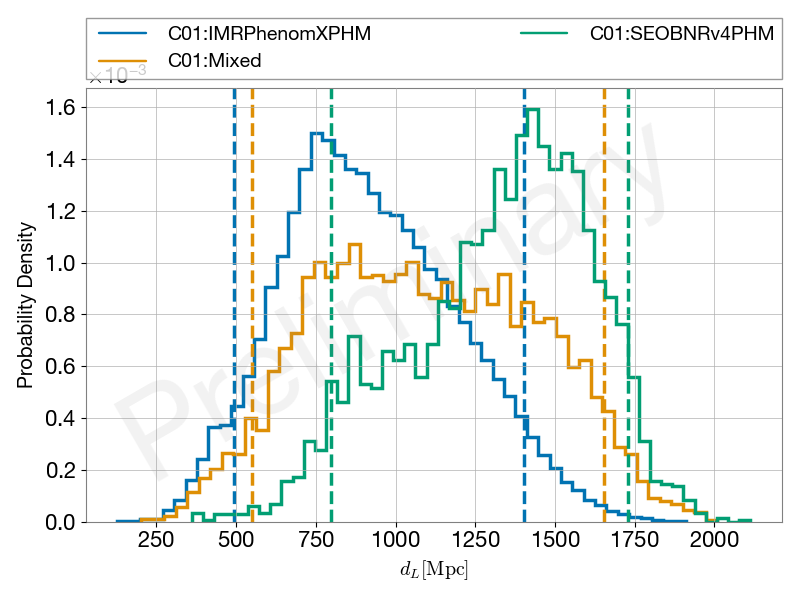 C01:IMRPhenomXPHM
C01:Mixed
C01:SEOBNRv4PHM
×10⁻³
1.6
1.4
1.2
1.0
0.8
0.6
0.4
0.2
0.0
Probability Density
Preliminary
250 500 750 1000 1250 1500 1750 2000
d_L[Mpc]